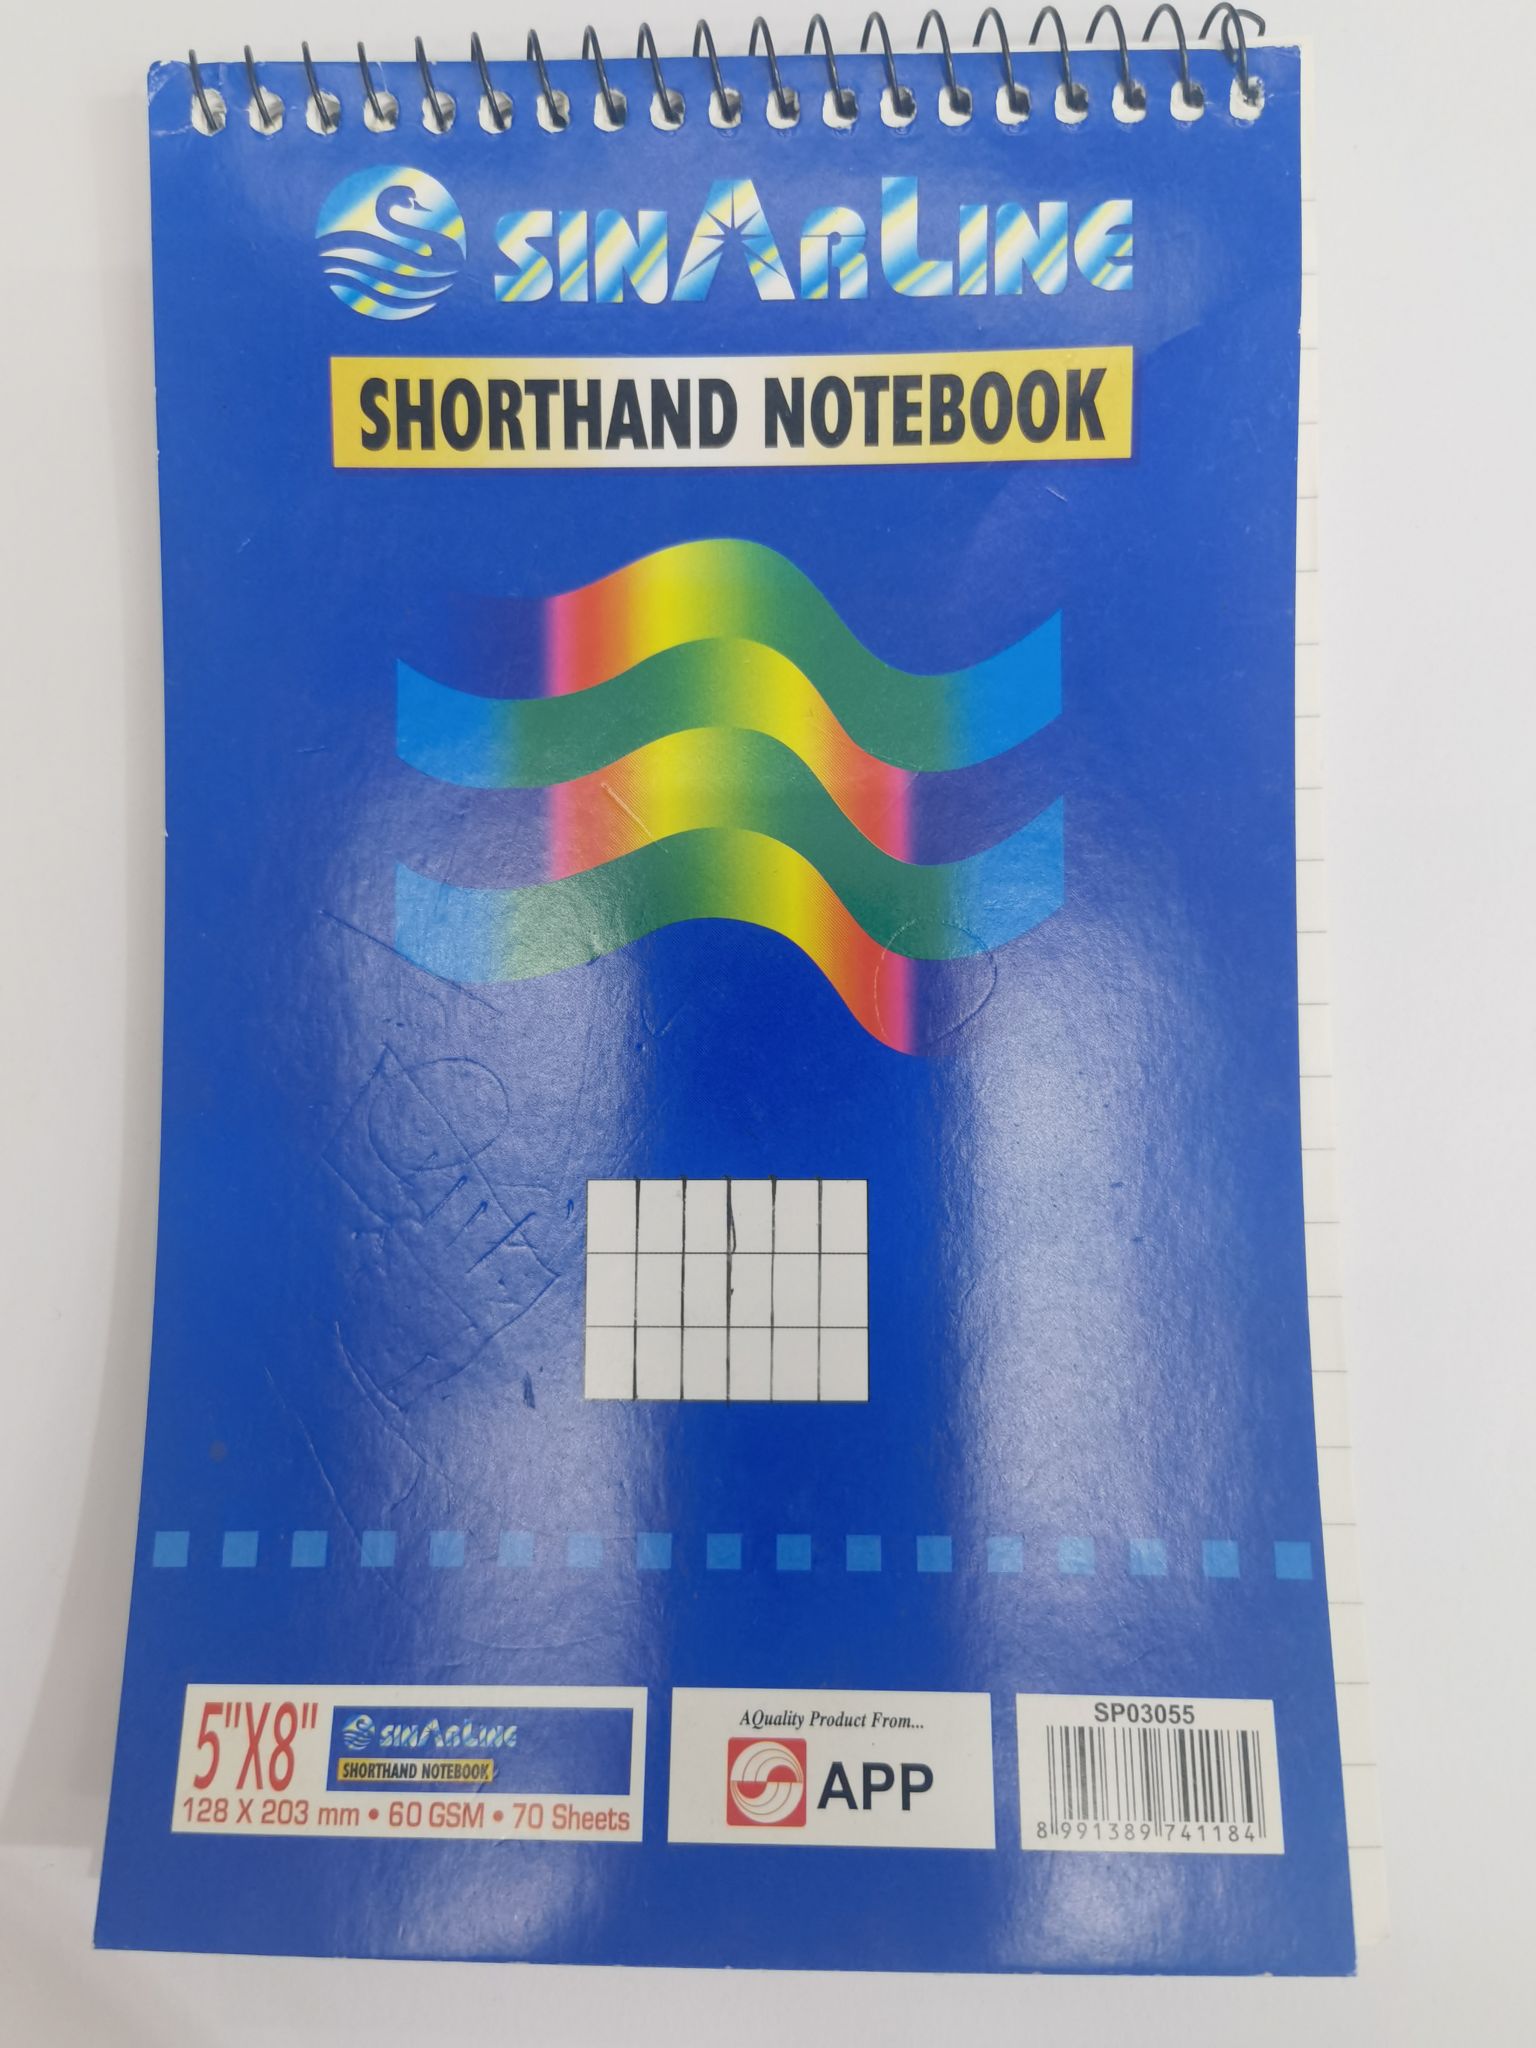 SINARLINE
SHORTHAND NOTEBOOK
5"X8"
SINARLINE
SHORTHAND NOTEBOOK
128 X 203 mm • 60 GSM • 70 Sheets
AQuality Product From...
APP
SP03055
8 991389 741184